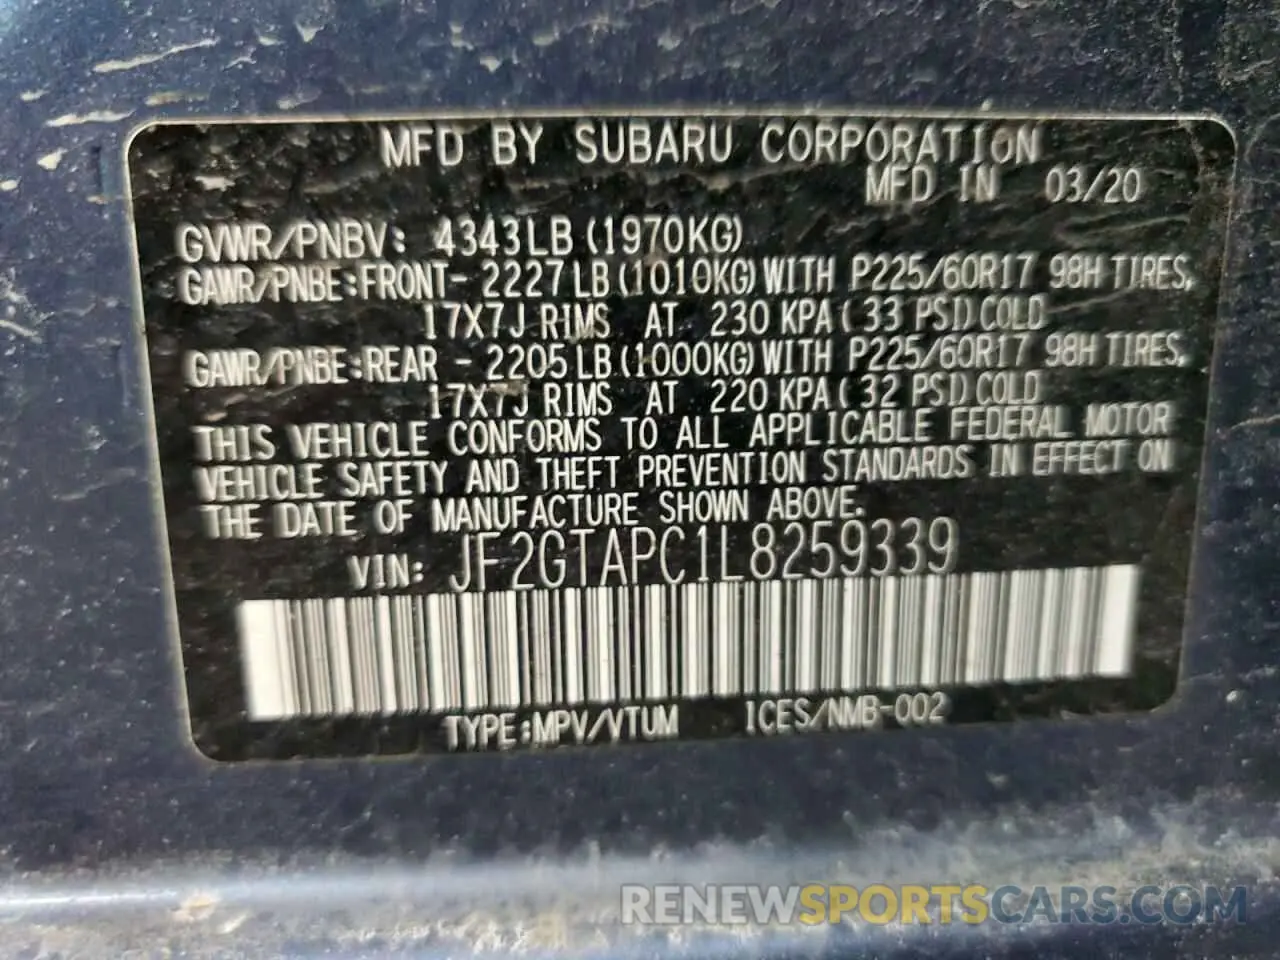 MFD BY SUBARU CORPORATION
MFD IN 03/20
GVWR/PNBV: 4343LB (1970KG)
GAWR/PNBE:FRONT- 2227LB (1010KG) WITH P225/60R17 98H TIRES,
17X7J RIMS AT 230 KPA ( 33 PSI) COLD
GAWR/PNBE:REAR - 2205LB (1000KG) WITH P225/60R17 98H TIRES,
17X7J RIMS AT 220 KPA ( 32 PSI) COLD
THIS VEHICLE CONFORMS TO ALL APPLICABLE FEDERAL MOTOR
VEHICLE SAFETY AND THEFT PREVENTION STANDARDS IN EFFECT ON
THE DATE OF MANUFACTURE SHOWN ABOVE.
VIN: JF2GTAPC1L8259339
TYPE:MPV/VTUM ICES/NMB-002
RENEWSPORTSCARS.COM